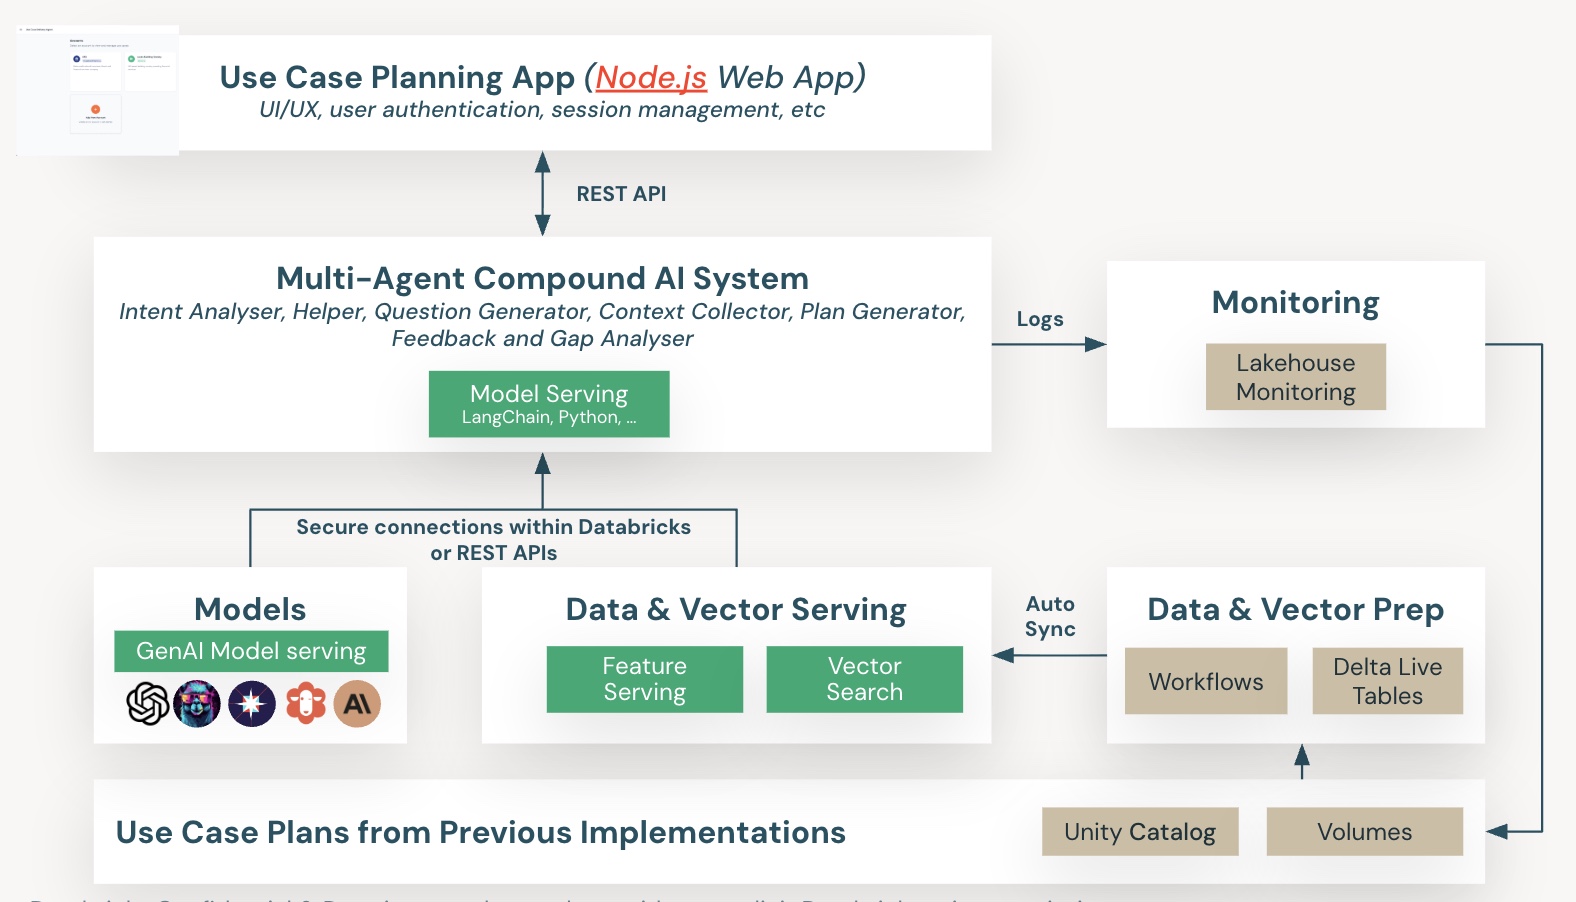 Use Case Planning App (Node.js Web App)
UI/UX, user authentication, session management, etc
REST API
Multi-Agent Compound AI System
Intent Analyser, Helper, Question Generator, Context Collector, Plan Generator,
Feedback and Gap Analyser
Model Serving
LangChain, Python, ...
Logs
Monitoring
Lakehouse
Monitoring
Secure connections within Databricks
or REST APIs
Models
GenAI Model serving
Data & Vector Serving
Feature
Serving
Vector
Search
Auto
Sync
Data & Vector Prep
Workflows
Delta Live
Tables
Use Case Plans from Previous Implementations
Unity Catalog
Volumes